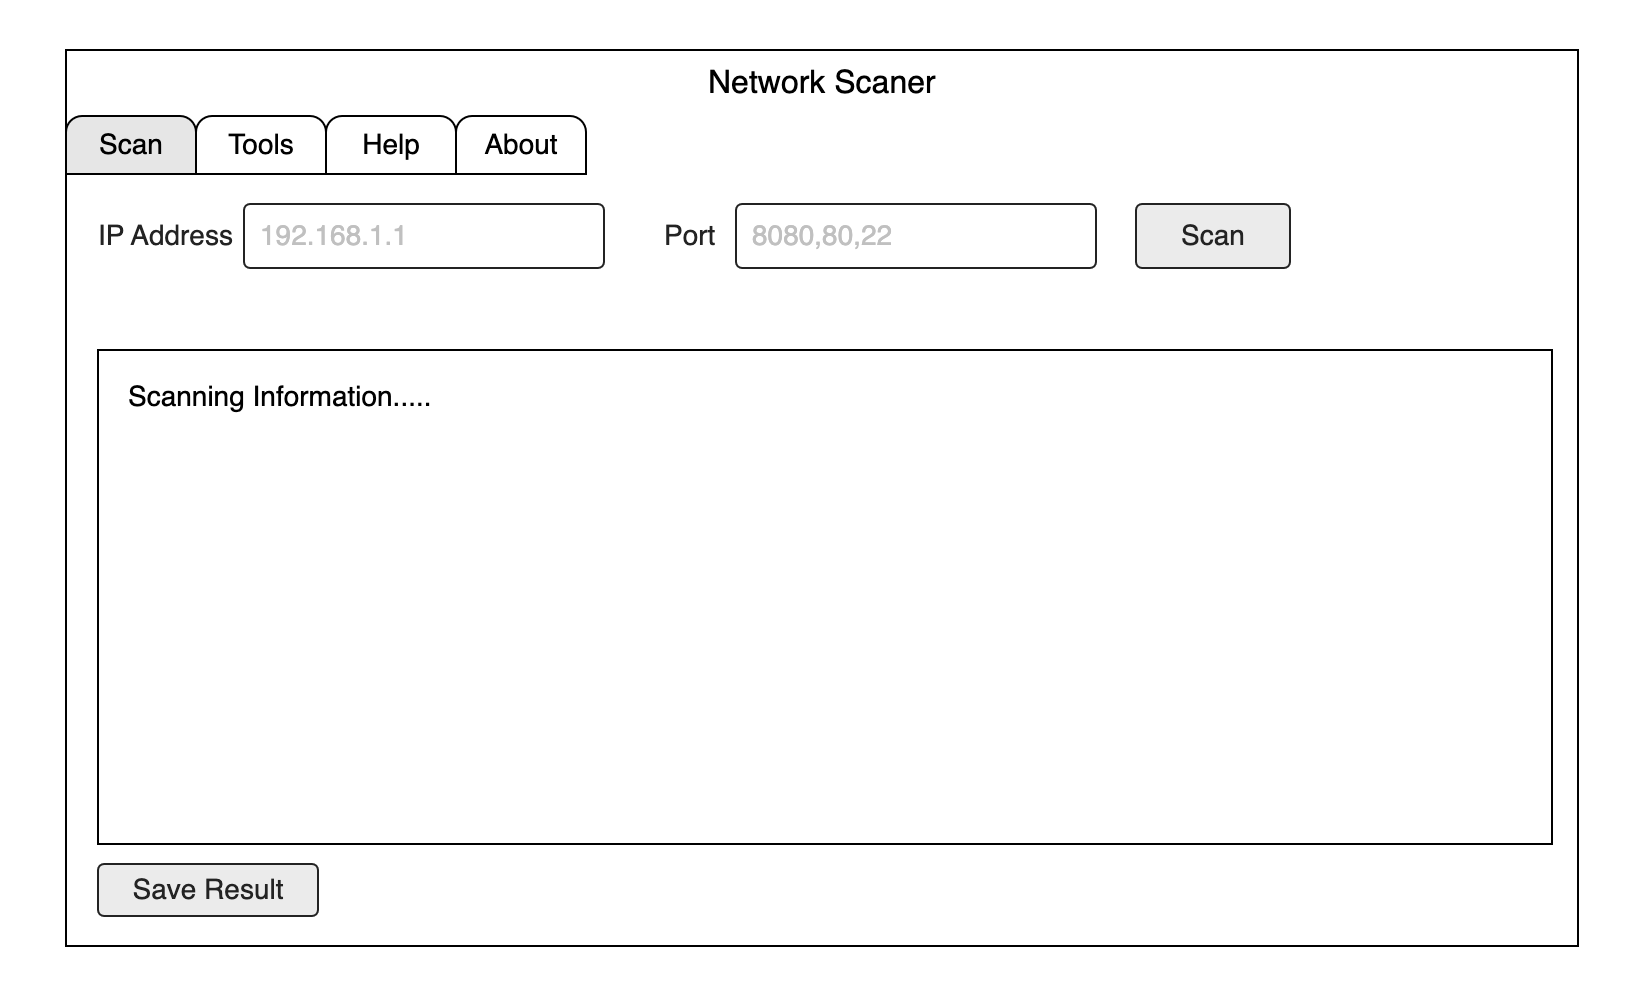 Network Scaner
Scan Tools Help About
IP Address 192.168.1.1 Port 8080,80,22 Scan
Scanning Information.....
Save Result